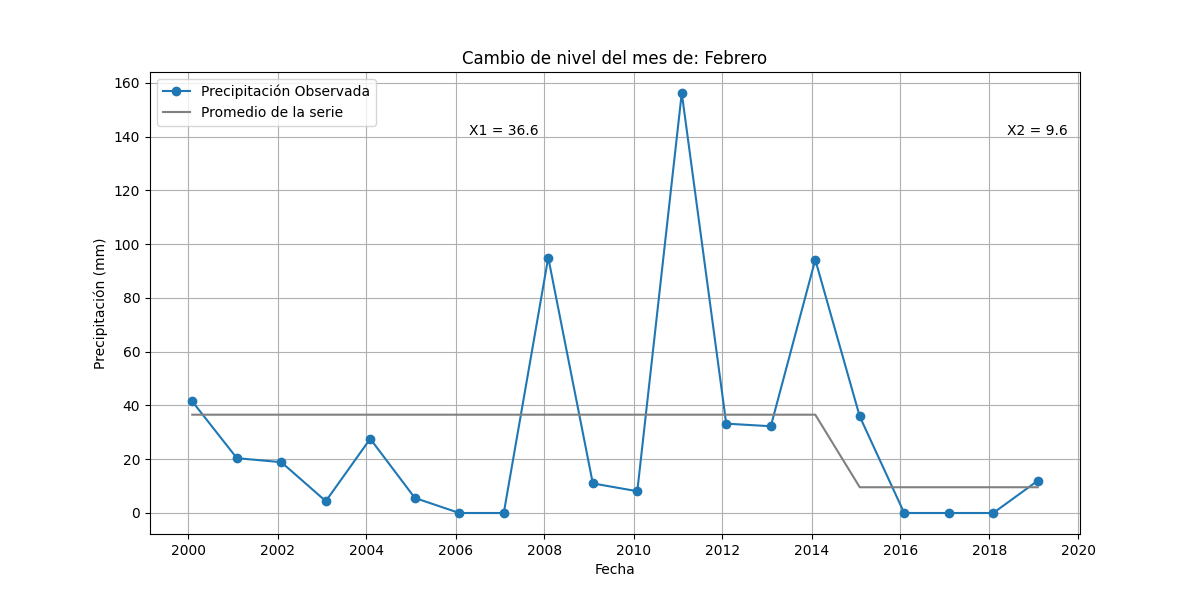 Cambio de nivel del mes de: Febrero
Precipitación Observada
Promedio de la serie
X1 = 36.6
X2 = 9.6
Precipitación (mm)
160
140
120
100
80
60
40
20
0
2000 2002 2004 2006 2008 2010 2012 2014 2016 2018 2020
Fecha